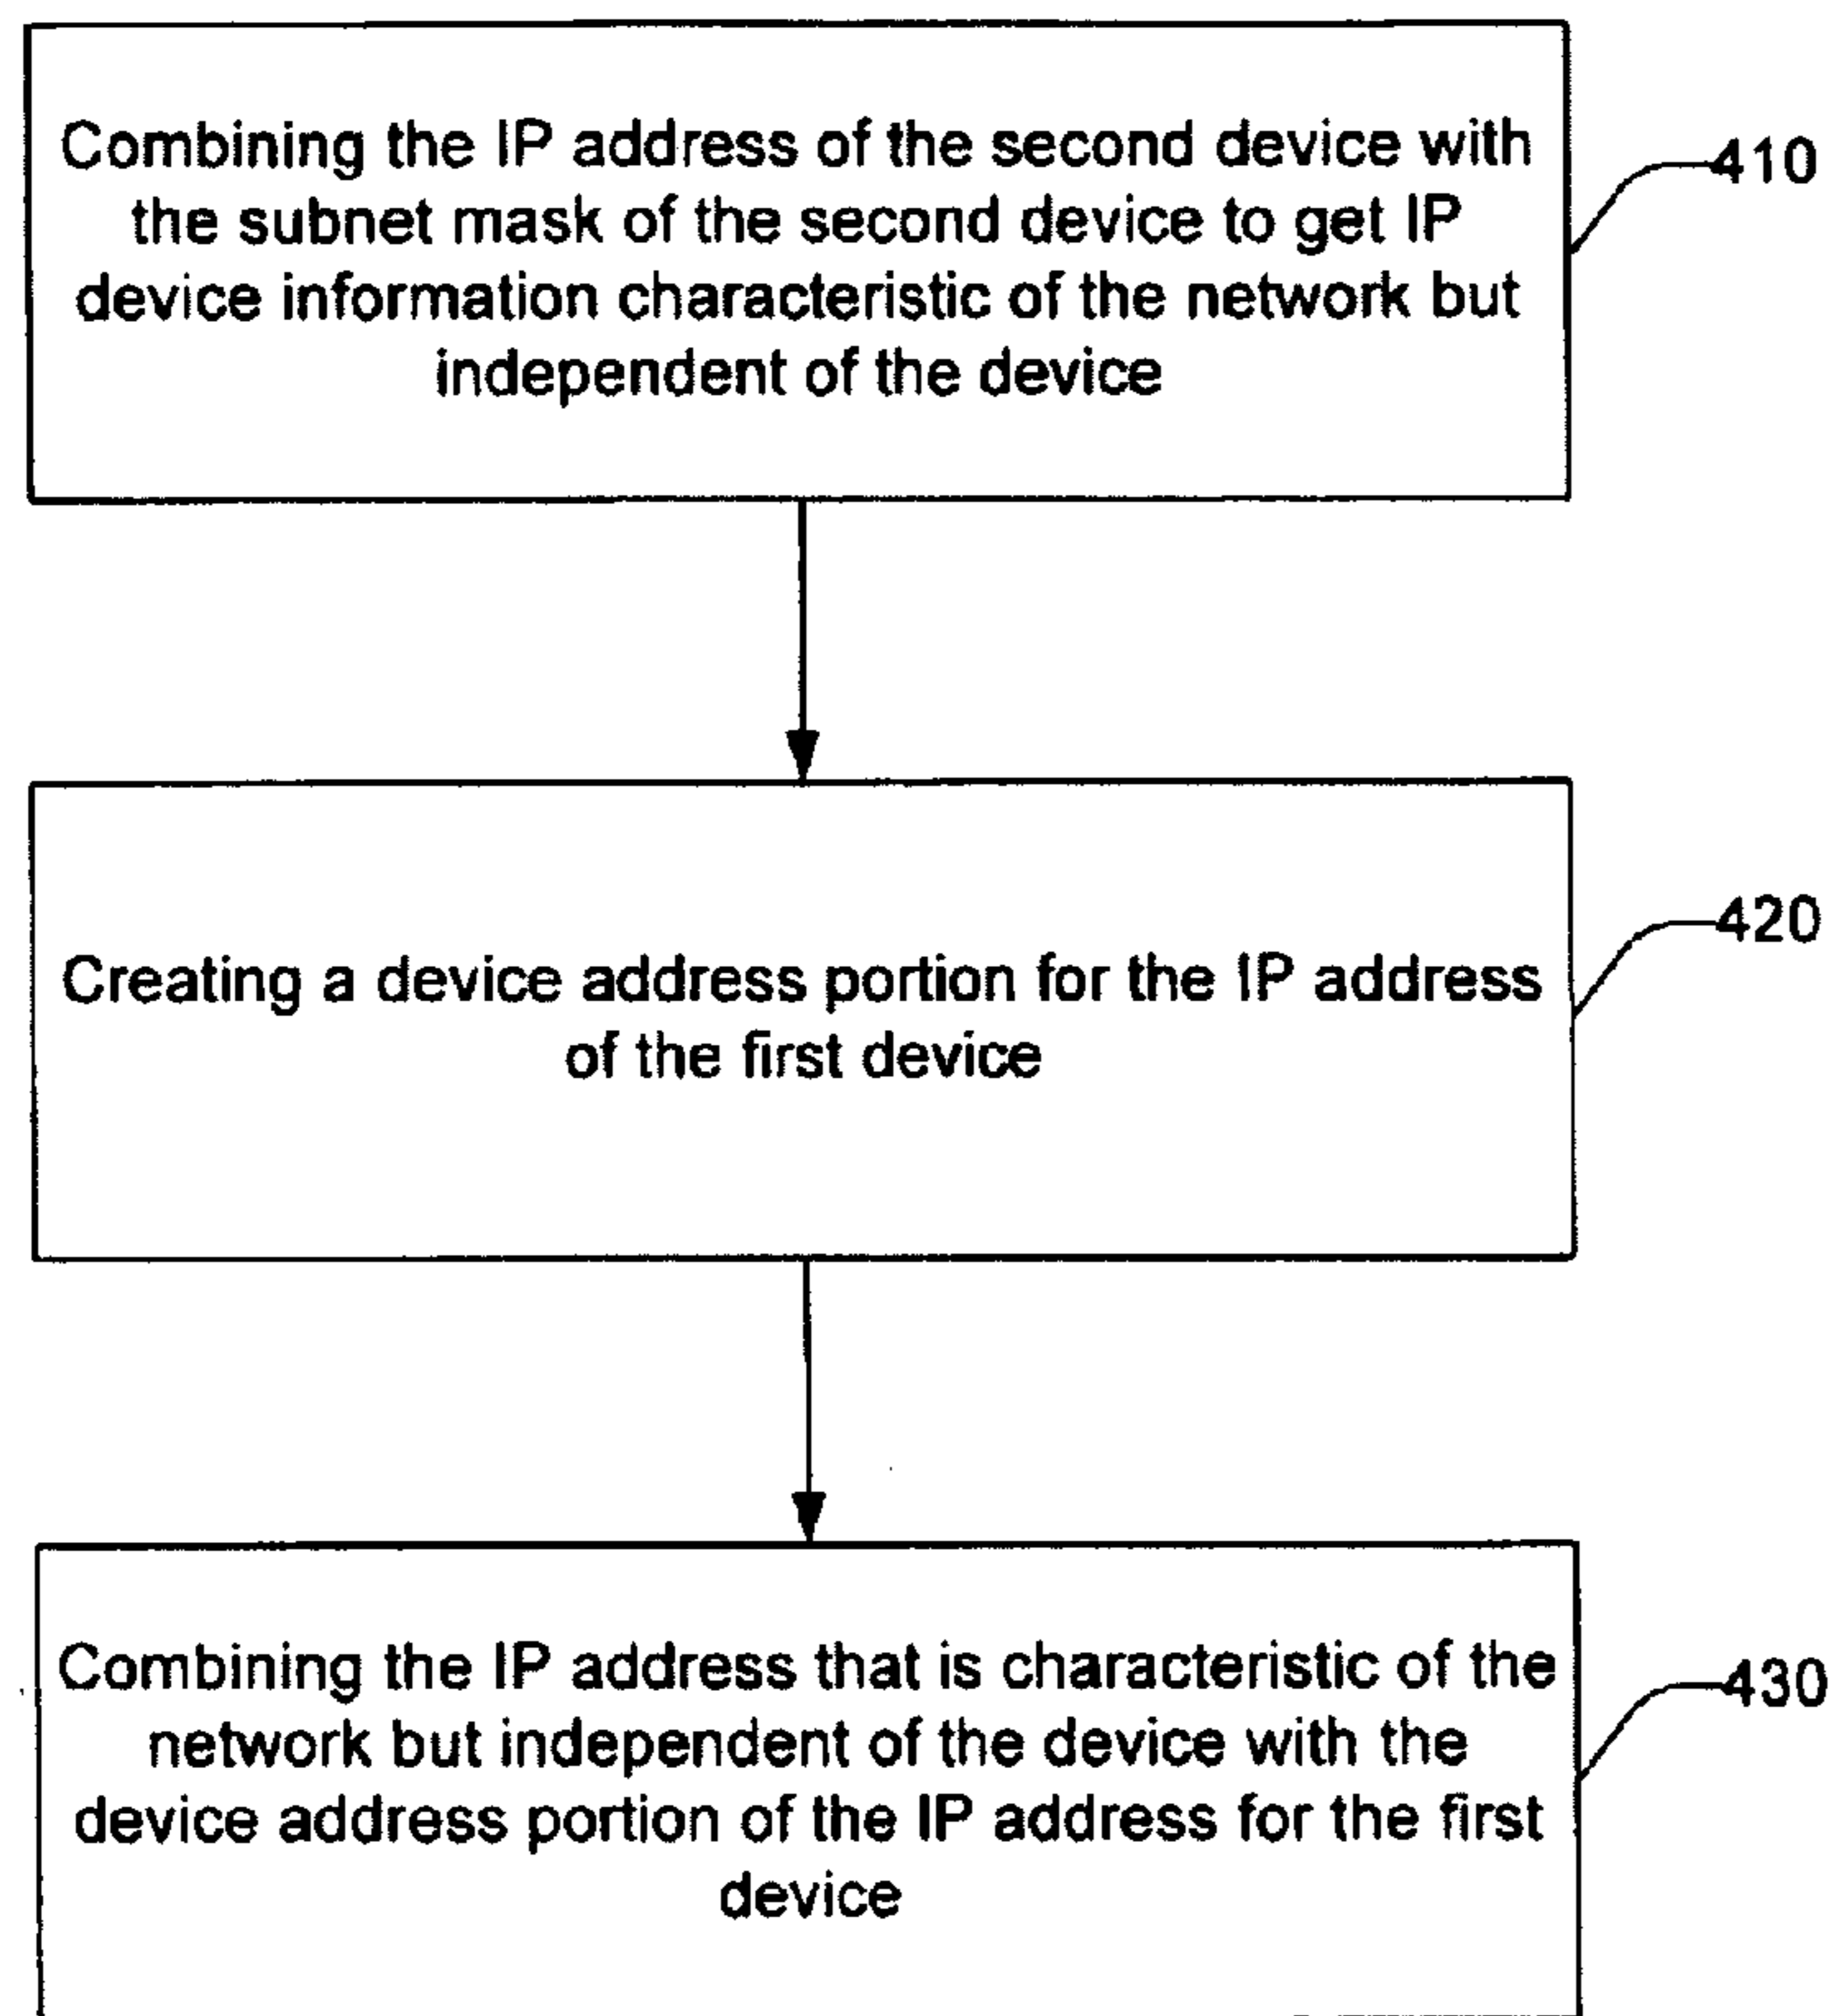 Combining the IP address of the second device with
the subnet mask of the second device to get IP
device information characteristic of the network but
independent of the device
410
Creating a device address portion for the IP address
of the first device
420
Combining the IP address that is characteristic of the
network but independent of the device with the
device address portion of the IP address for the first
device
430